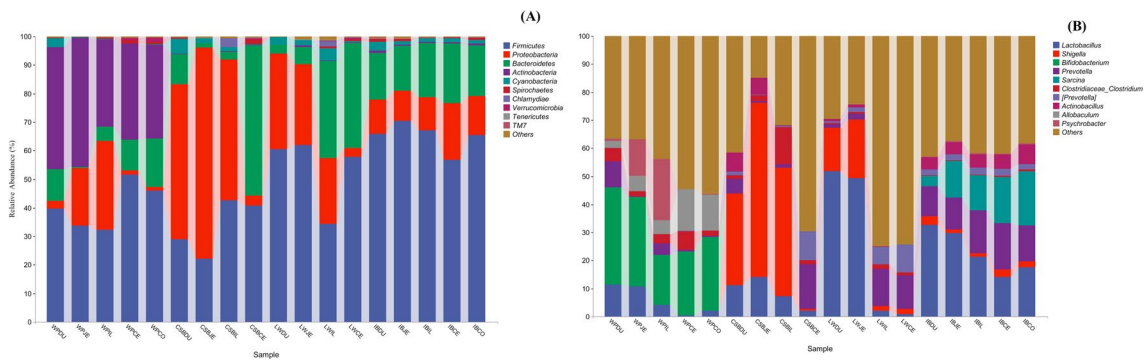 (A)
Relative Abundance (%)
100
90
80
70
60
50
40
30
20
10
0
WPDU
WPJE
WPIL
WPCE
WPCO
CSBDU
CSBJE
CSBIL
CSBCE
LWDU
LWJE
LWIL
LWCE
IBDU
IBJE
IBIL
IBCE
IBCO
Sample
Firmicutes
Proteobacteria
Bacteroidetes
Actinobacteria
Cyanobacteria
Spirochaetes
Chlamydiae
Verrucomicrobia
Tenericutes
TM7
Others
(B)
100
90
80
70
60
50
40
30
20
10
0
WPDU
WPJE
WPIL
WPCE
WPCO
CSBDU
CSBJE
CSBIL
CSBCE
LWDU
LWJE
LWIL
LWCE
IBDU
IBJE
IBIL
IBCE
IBCO
Sample
Lactobacillus
Shigella
Bifidobacterium
Prevotella
Sarcina
Clostridiaceae_Clostridium
[Prevotella]
Actinobacillus
Allobaculum
Psychrobacter
Others